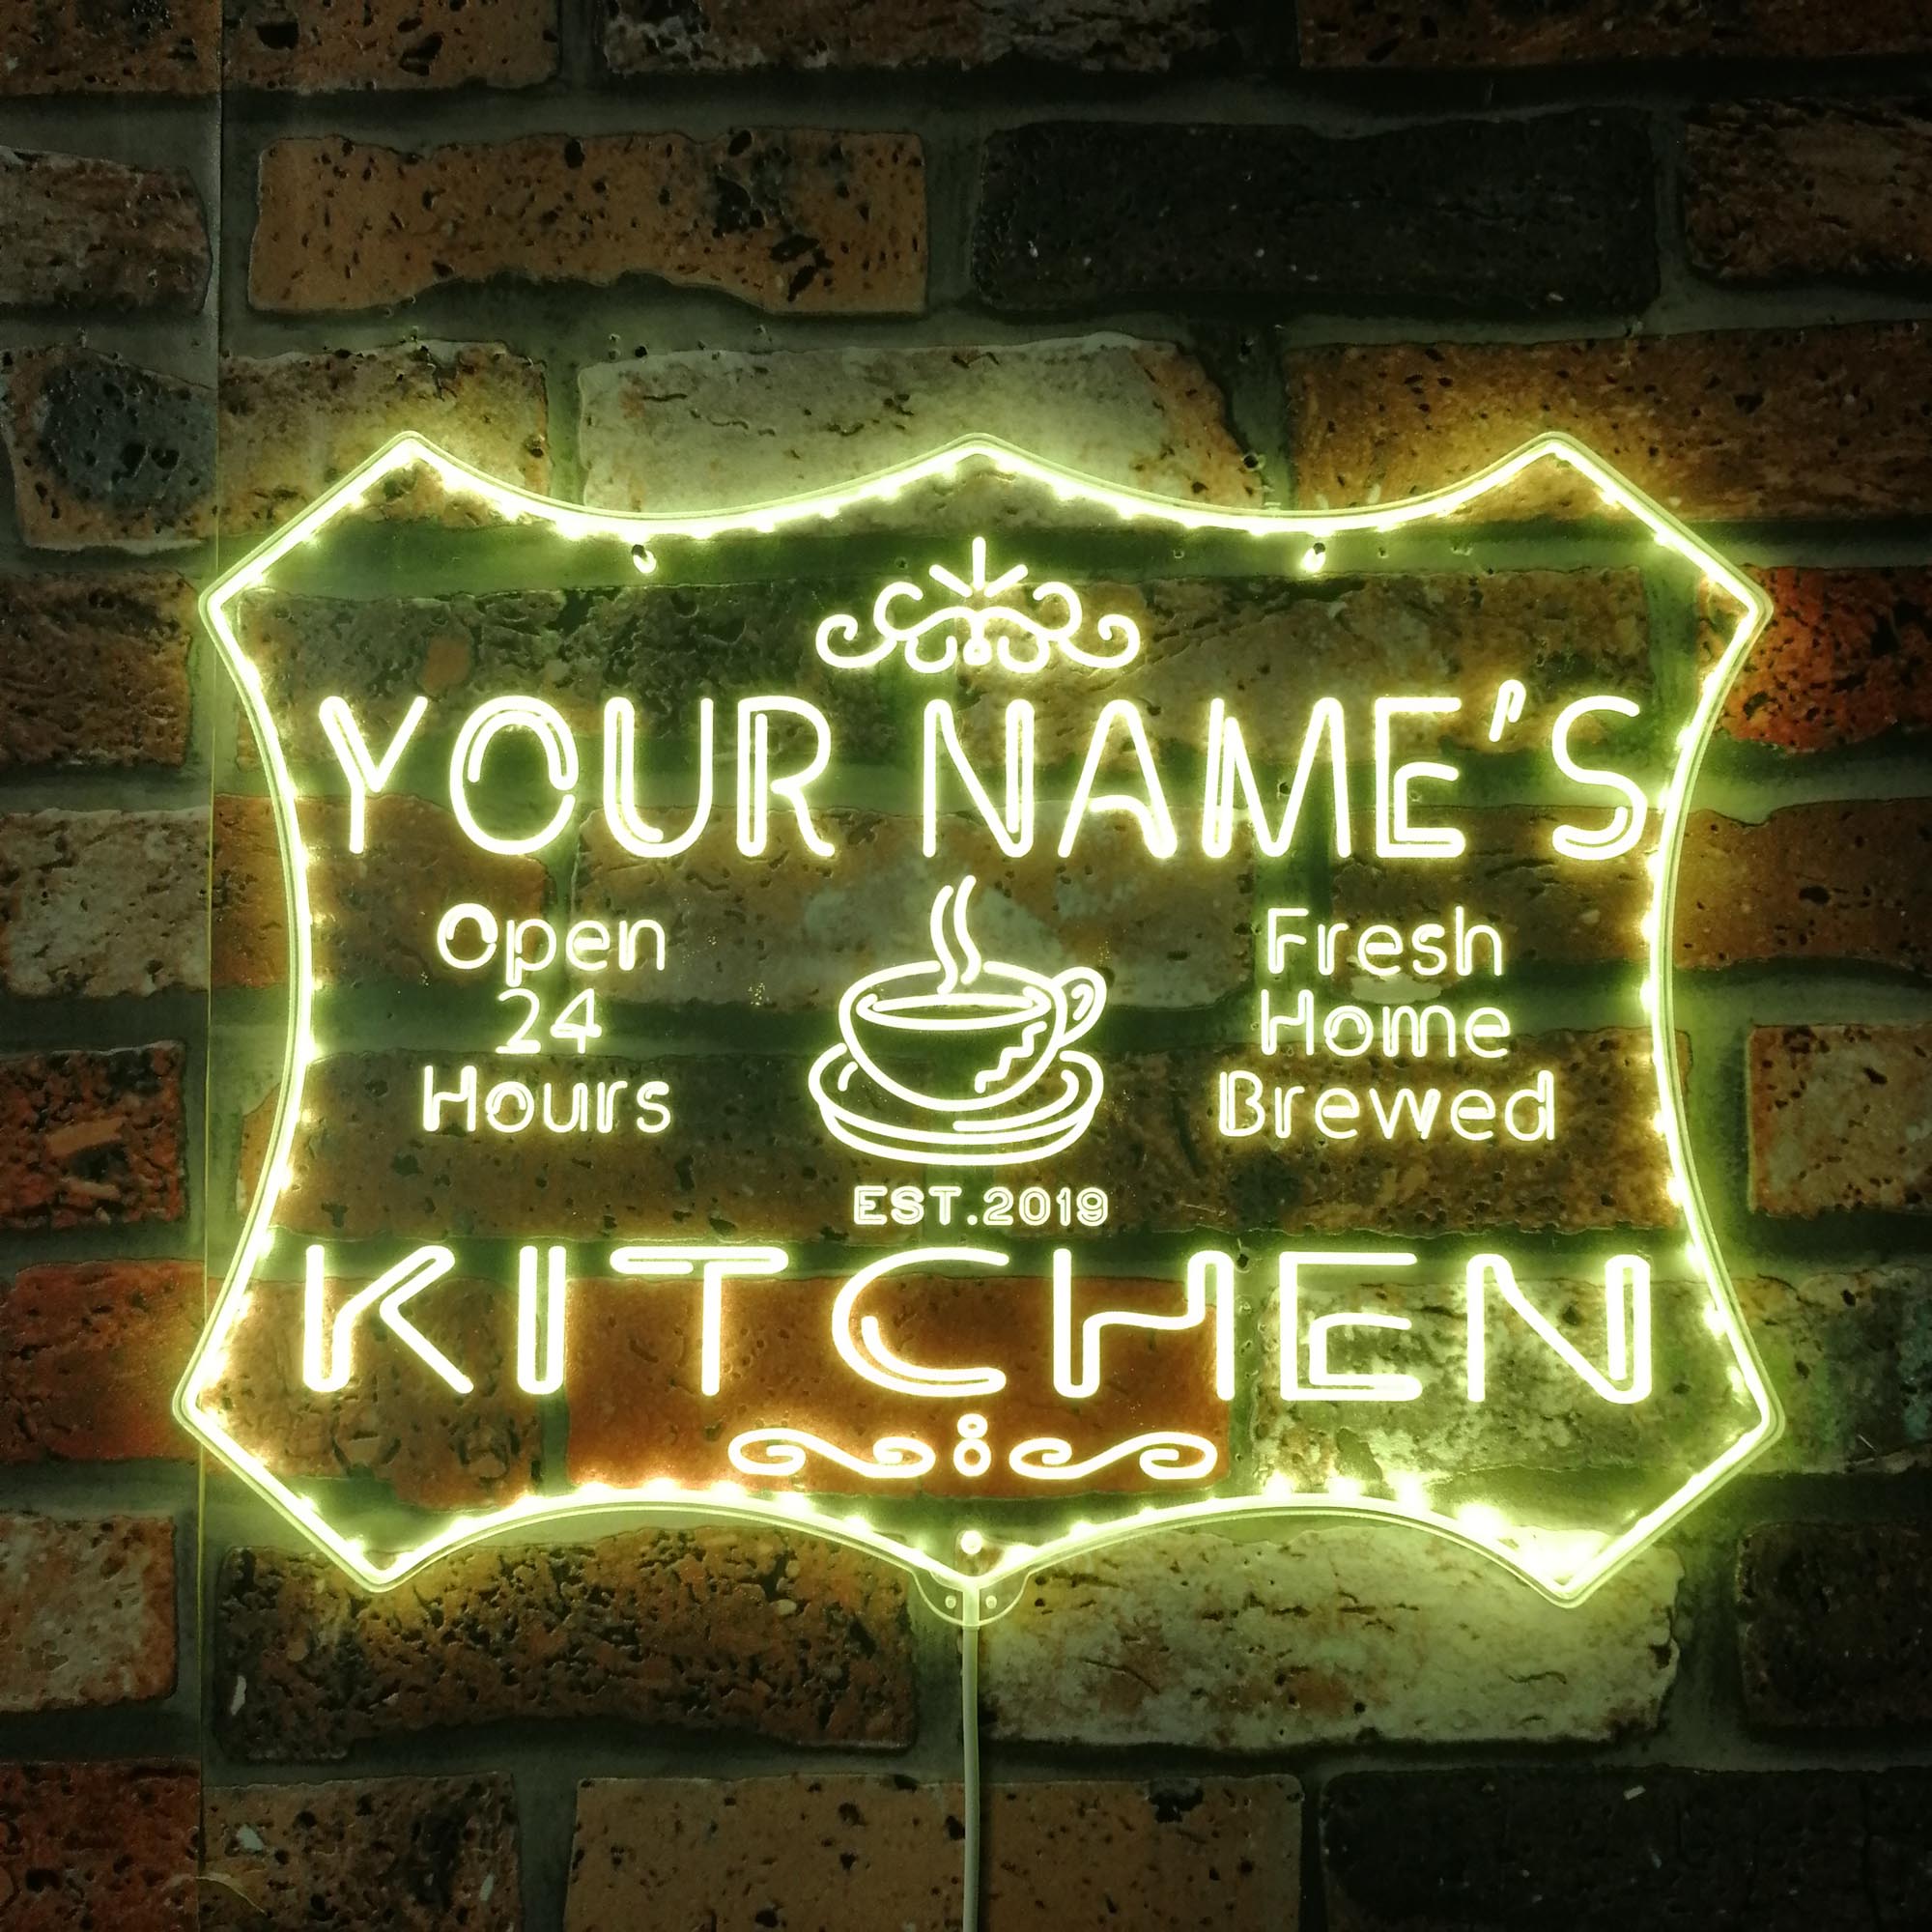 YOUR NAME'S
Open
24
Hours
Fresh
Home
Brewed
EST.2019
KITCHEN